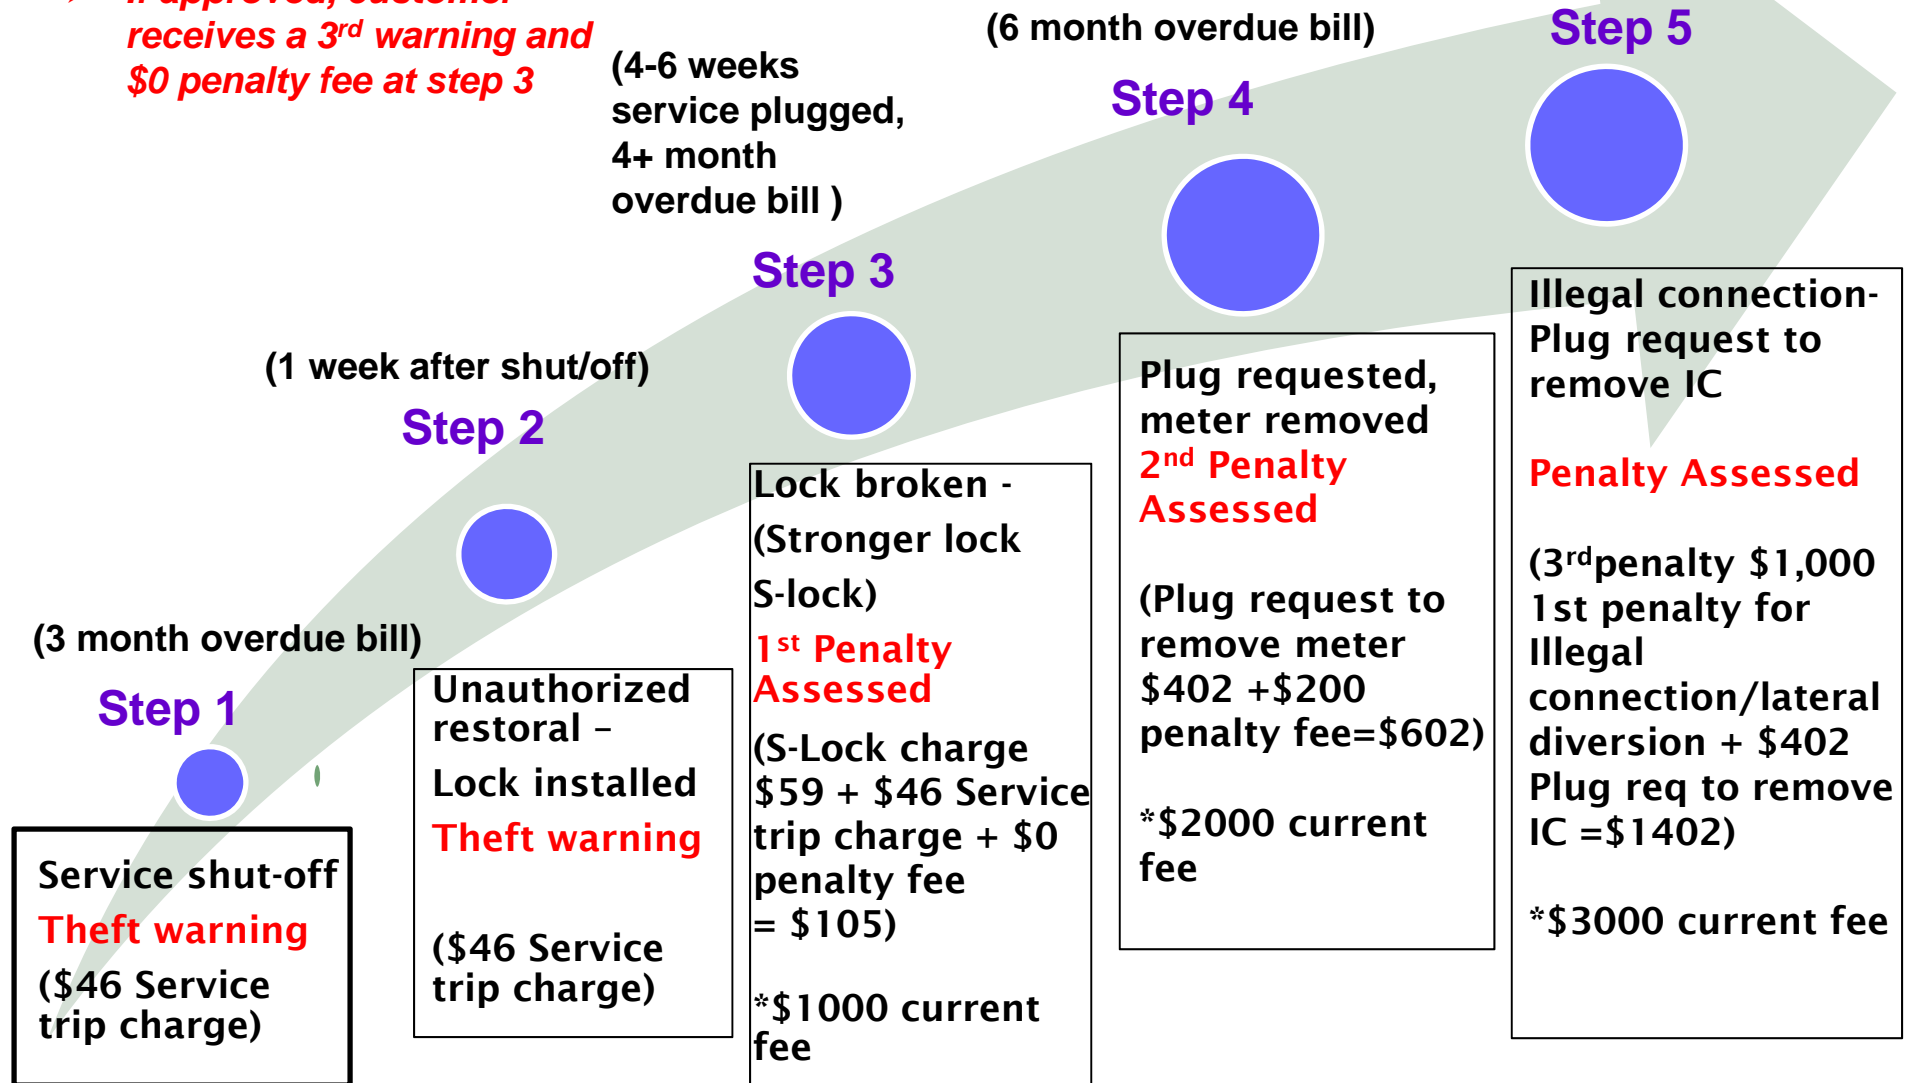 If approved, customer
receives a 3rd warning and
$0 penalty fee at step 3
(3 month overdue bill)
Step 1
Service shut-off
Theft warning
($46 Service
trip charge)
(1 week after shut/off)
Step 2
Unauthorized
restoral –
Lock installed
Theft warning
($46 Service
trip charge)
(4-6 weeks
service plugged,
4+ month
overdue bill )
Step 3
Lock broken -
(Stronger lock
S-lock)
1st Penalty
Assessed
(S-Lock charge
$59 + $46 Service
trip charge + $0
penalty fee
= $105)
*$1000 current
fee
(6 month overdue bill)
Step 4
Plug requested,
meter removed
2nd Penalty
Assessed
(Plug request to
remove meter
$402 +$200
penalty fee=$602)
*$2000 current
fee
Step 5
Illegal connection-
Plug request to
remove IC
Penalty Assessed
(3rdpenalty $1,000
1st penalty for
Illegal
connection/lateral
diversion + $402
Plug req to remove
IC =$1402)
*$3000 current fee